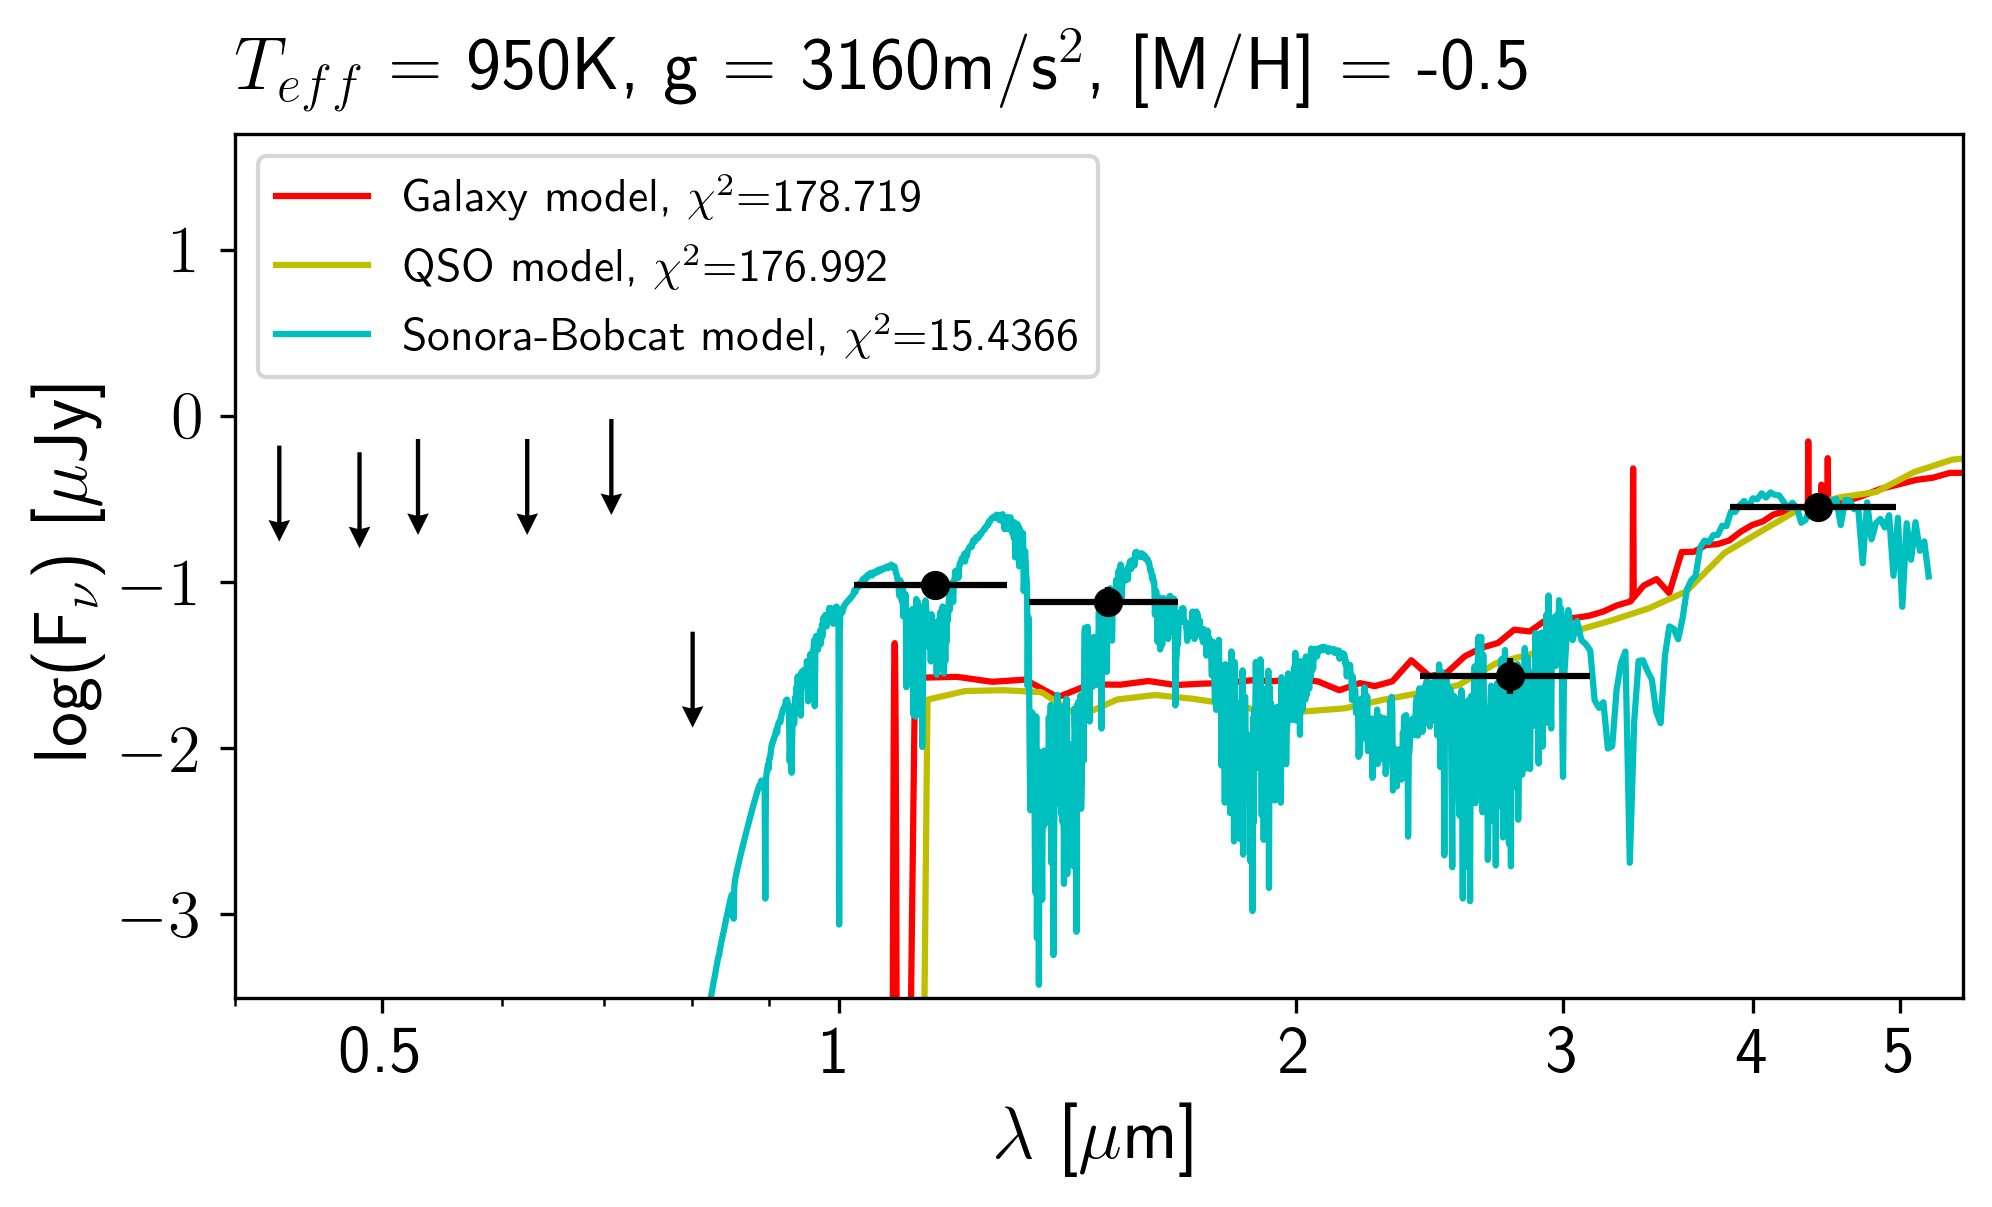 T_eff = 950K, g = 3160m/s², [M/H] = -0.5
Galaxy model, χ²=178.719
QSO model, χ²=176.992
Sonora-Bobcat model, χ²=15.4366
log(F_ν) [μJy]
1
0
−1
−2
−3
0.5 1 2 3 4 5
λ [μm]